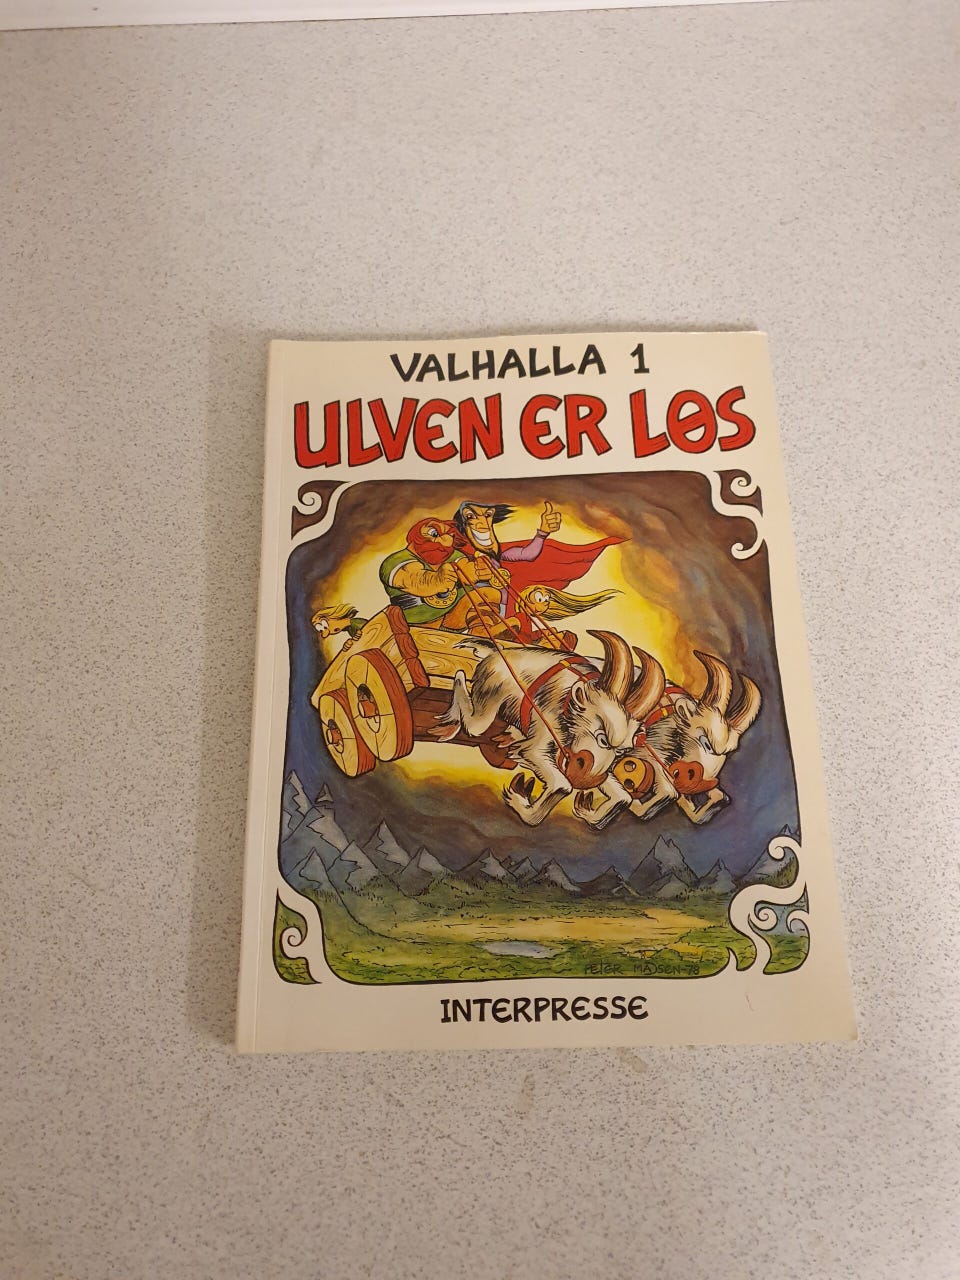 VALHALLA 1
ULVEN ER LØS
PETER MADSEN-78
INTERPRESSE